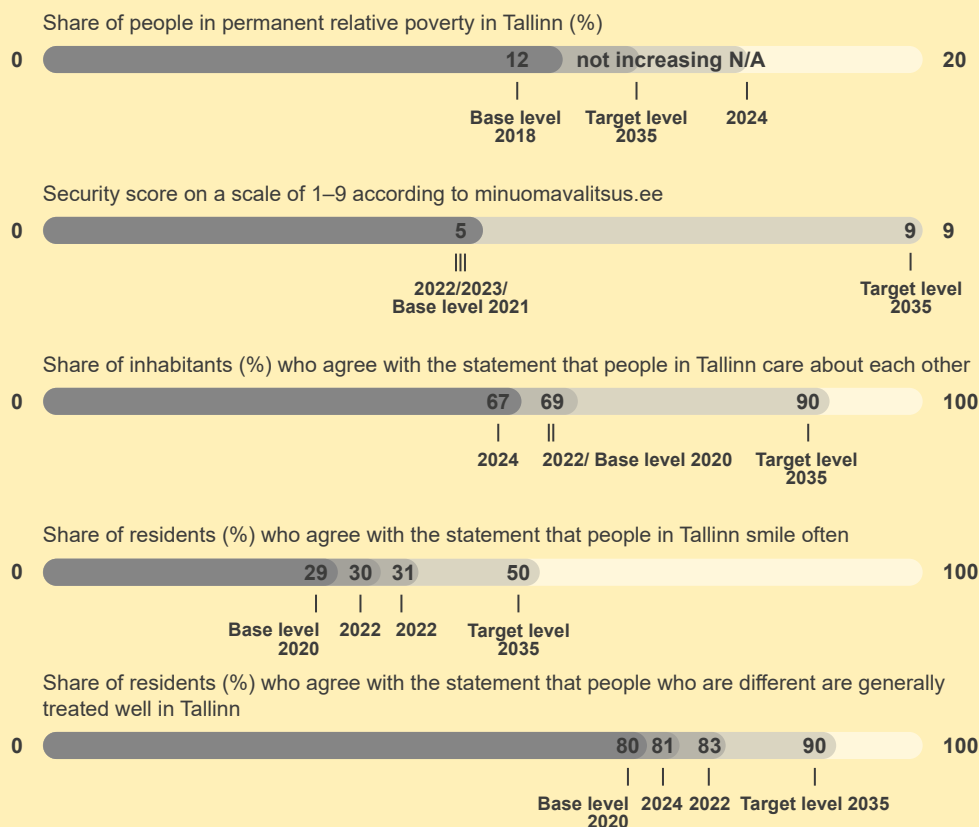 Share of people in permanent relative poverty in Tallinn (%)
0 12 not increasing N/A 20
Base level 2018 Target level 2035 2024
Security score on a scale of 1–9 according to minuomavalitsus.ee
0 5 9 9
2022/2023/ Base level 2021 Target level 2035
Share of inhabitants (%) who agree with the statement that people in Tallinn care about each other
0 67 69 90 100
2024 2022/ Base level 2020 Target level 2035
Share of residents (%) who agree with the statement that people in Tallinn smile often
0 29 30 31 50 100
Base level 2020 2022 2022 Target level 2035
Share of residents (%) who agree with the statement that people who are different are generally
treated well in Tallinn
0 80 81 83 90 100
Base level 2020 2024 2022 Target level 2035